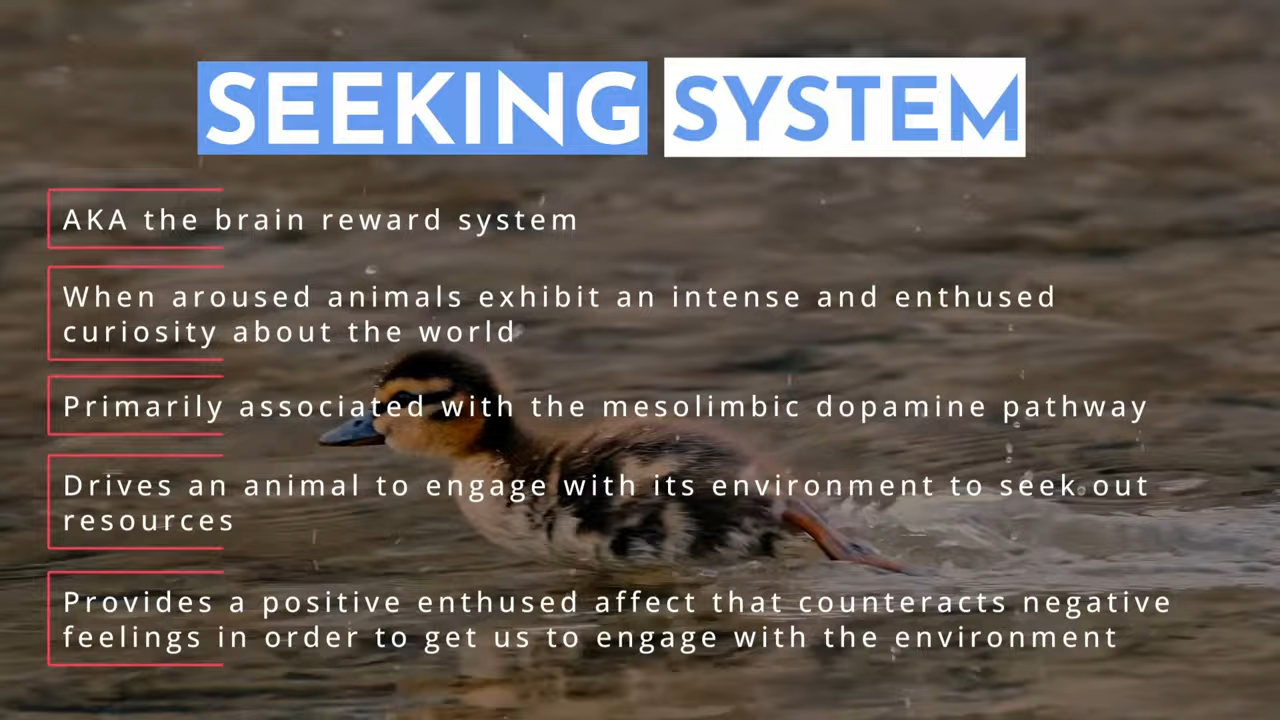 SEEKING SYSTEM
AKA the brain reward system
When aroused animals exhibit an intense and enthused
curiosity about the world
Primarily associated with the mesolimbic dopamine pathway
Drives an animal to engage with its environment to seek out
resources
Provides a positive enthused affect that counteracts negative
feelings in order to get us to engage with the environment